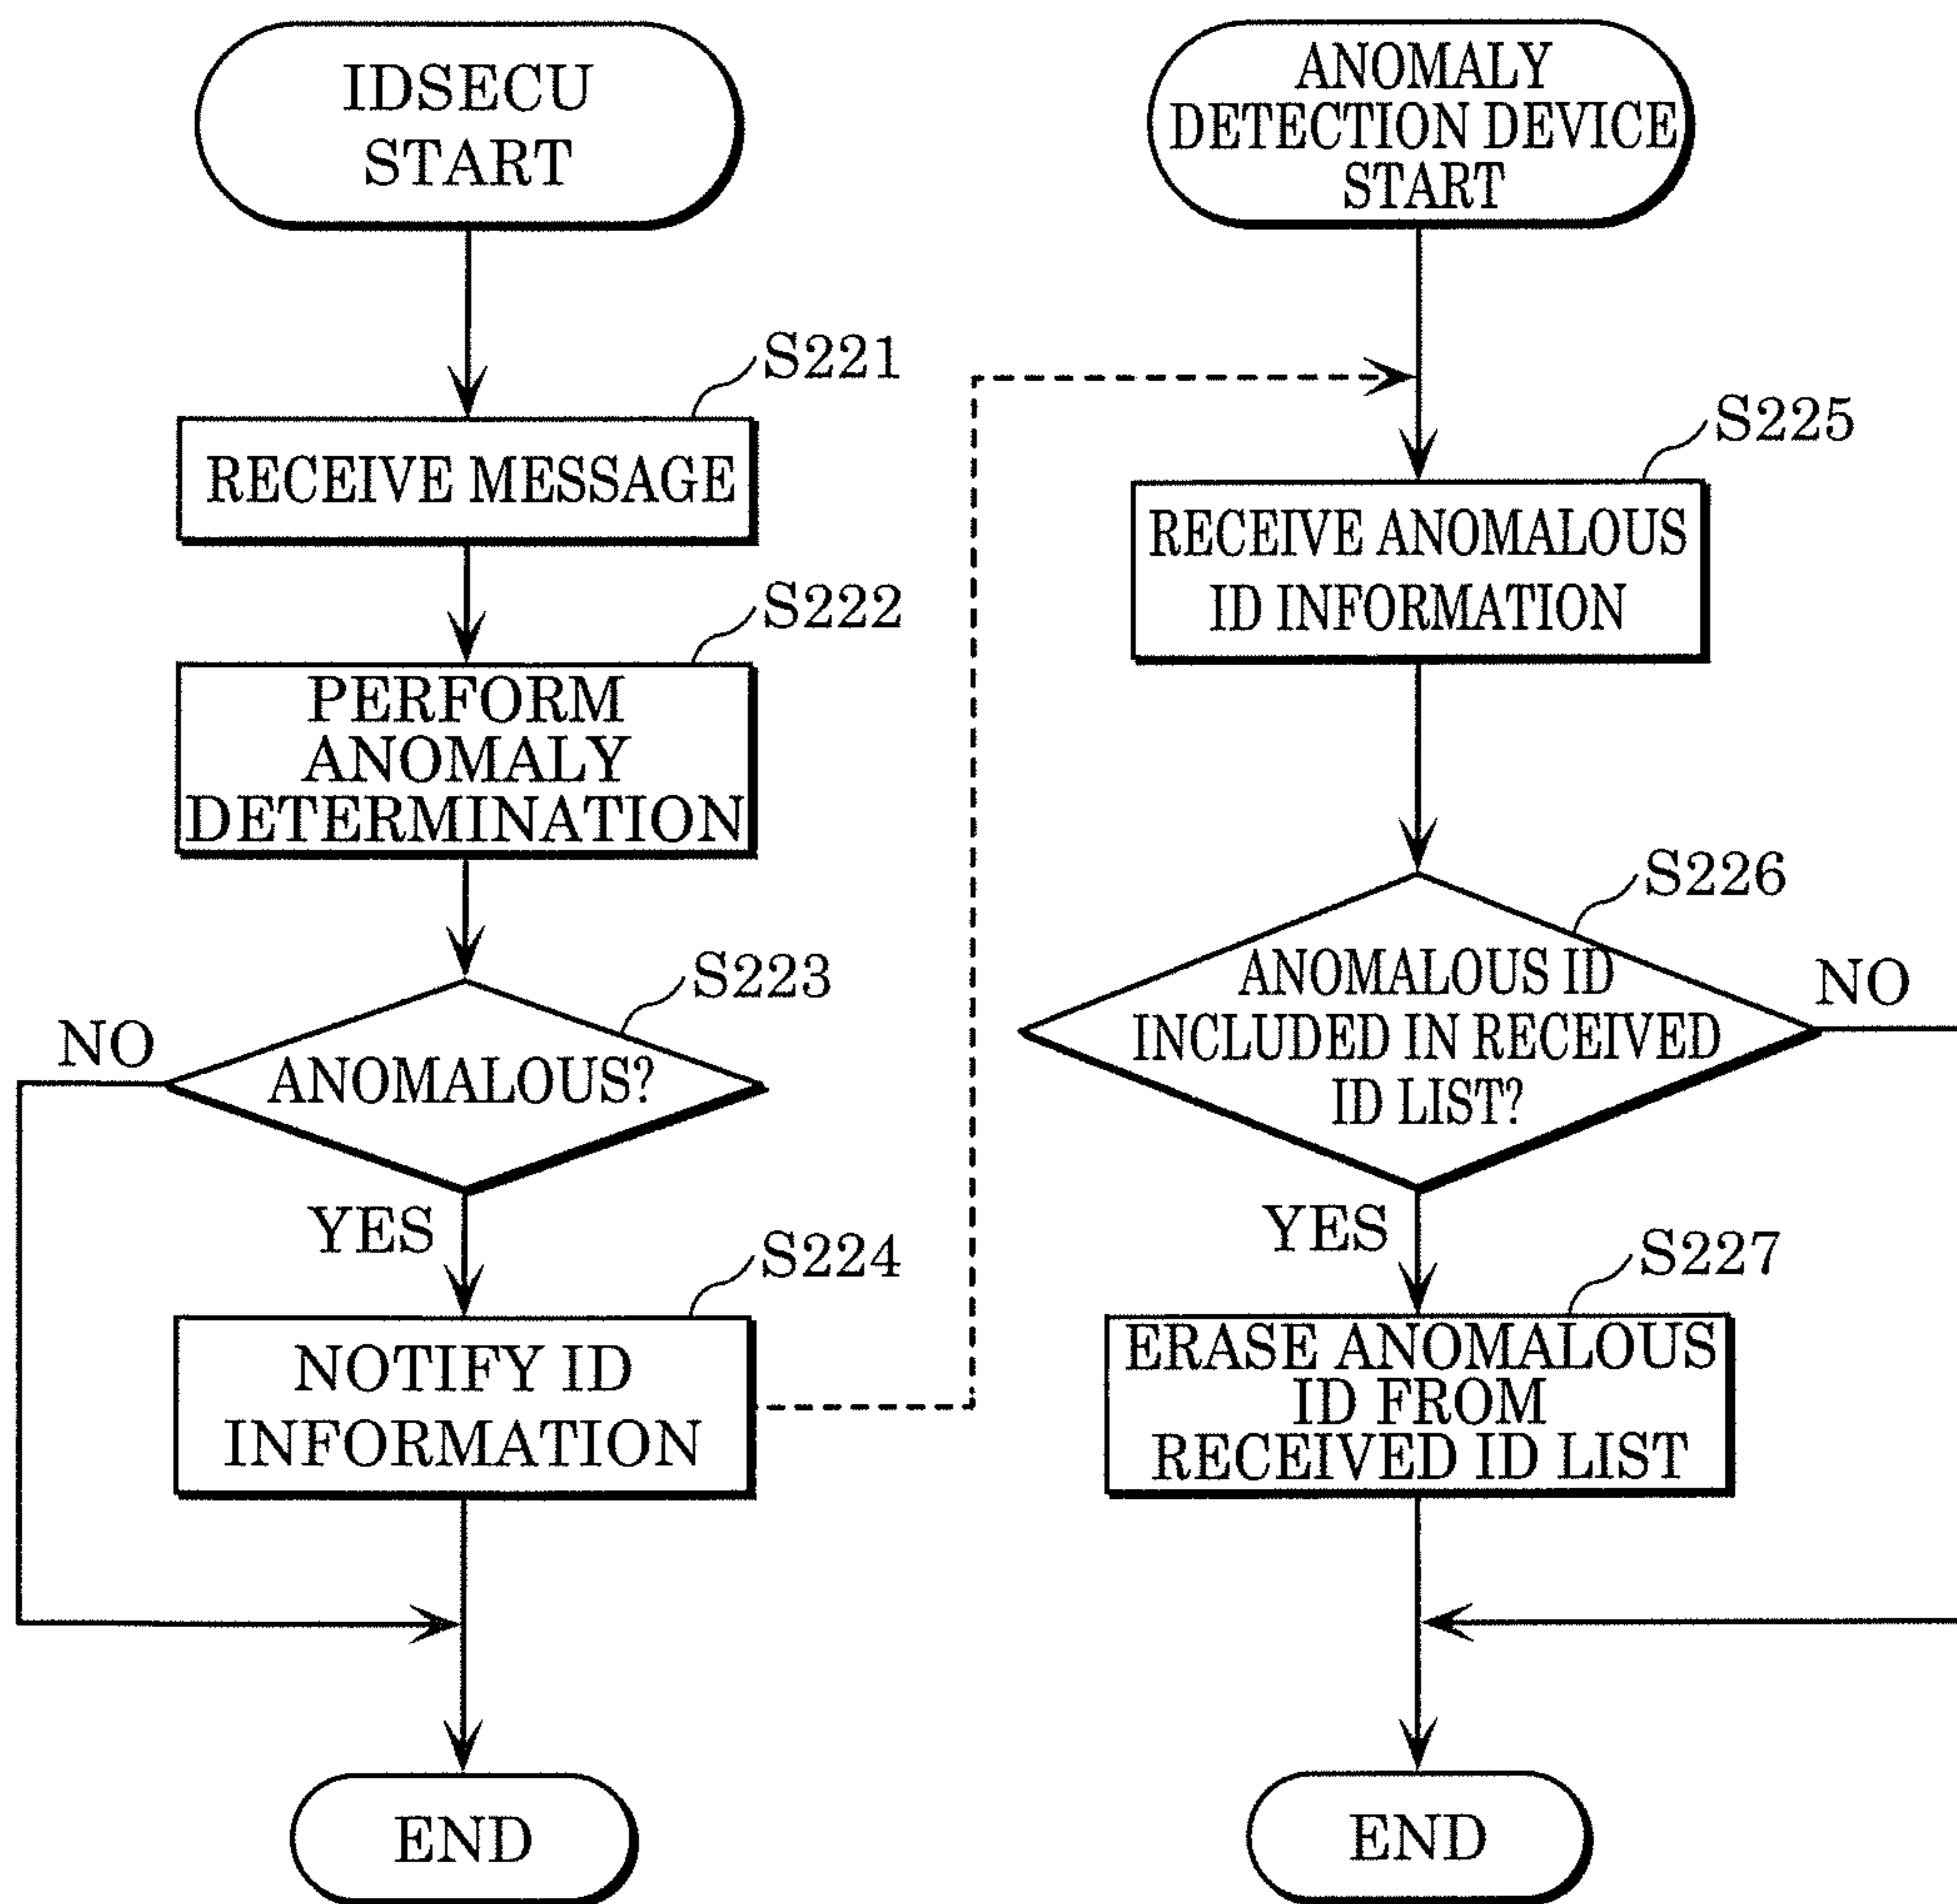 IDSECU
START
S221
RECEIVE MESSAGE
S222
PERFORM
ANOMALY
DETERMINATION
S223
NO
ANOMALOUS?
YES
S224
NOTIFY ID
INFORMATION
END
ANOMALY
DETECTION DEVICE
START
S225
RECEIVE ANOMALOUS
ID INFORMATION
S226
NO
ANOMALOUS ID
INCLUDED IN RECEIVED
ID LIST?
YES
S227
ERASE ANOMALOUS
ID FROM
RECEIVED ID LIST
END